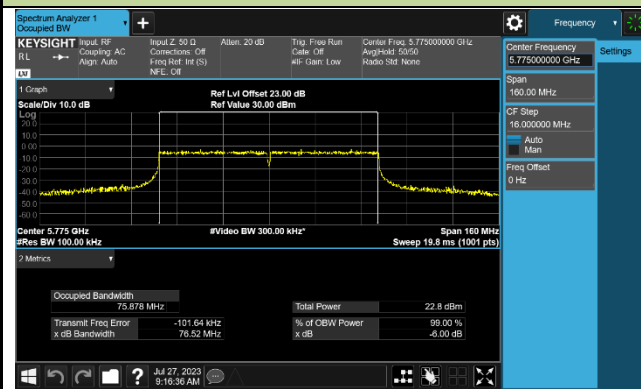 Spectrum Analyzer 1
Occupied BW
Frequency
KEYSIGHT Input: RF
RL
Coupling: AC
Align: Auto
LXI
Input Z: 50 Ω
Corrections: Off
Freq Ref: Int (S)
NFE: Off
Atten: 20 dB
Trig: Free Run
Gate: Off
#IF Gain: Low
Center Freq: 5.775000000 GHz
Avg|Hold: 50/50
Radio Std: None
Center Frequency
5.775000000 GHz
Settings
Span
160.00 MHz
CF Step
16.000000 MHz
Auto
Man
Freq Offset
0 Hz
1 Graph
Scale/Div 10.0 dB
Ref Lvl Offset 23.00 dB
Ref Value 30.00 dBm
Log
20.0
10.0
0.00
-10.0
-20.0
-30.0
-40.0
-50.0
-60.0
Center 5.775 GHz
#Res BW 100.00 kHz
#Video BW 300.00 kHz*
Span 160 MHz
Sweep 19.8 ms (1001 pts)
2 Metrics
Occupied Bandwidth
75.878 MHz
Total Power 22.8 dBm
Transmit Freq Error -101.64 kHz
% of OBW Power 99.00 %
x dB Bandwidth 76.52 MHz
x dB -6.00 dB
Jul 27, 2023
9:16:36 AM